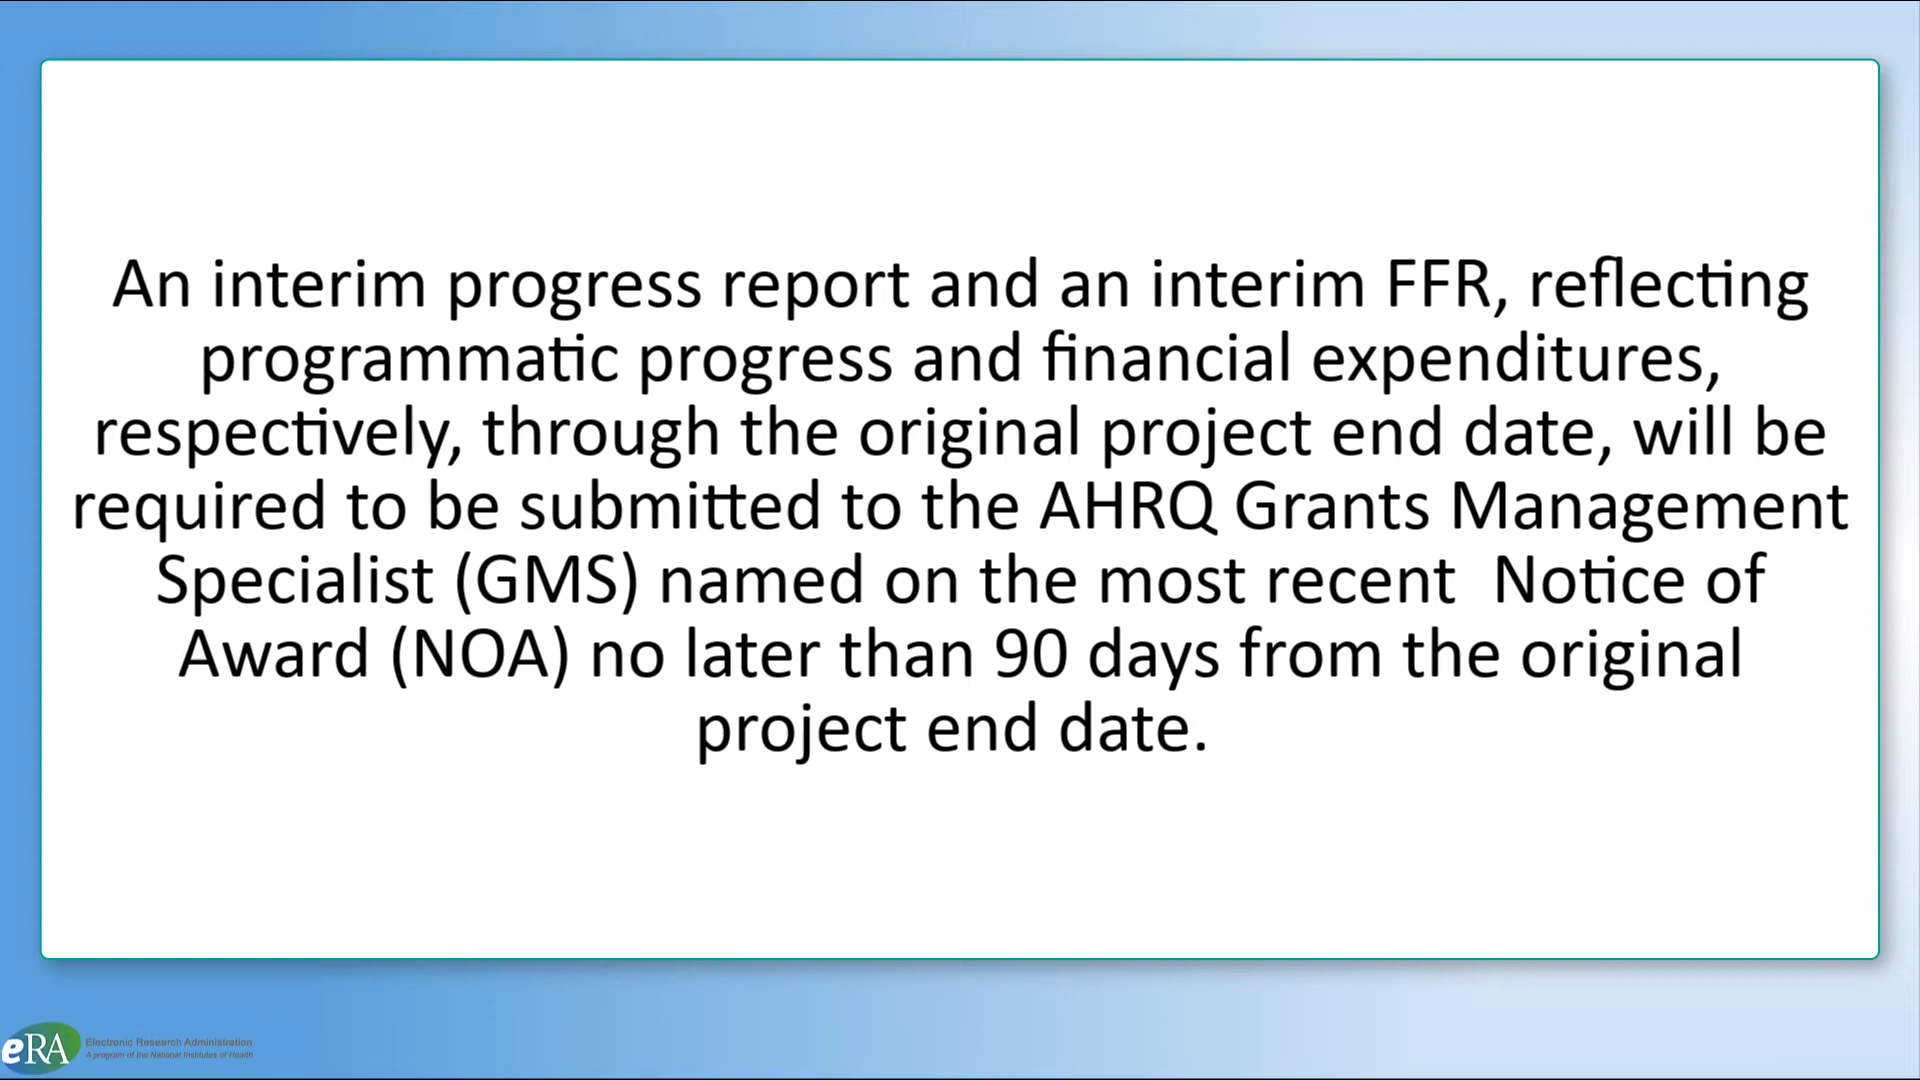 An interim progress report and an interim FFR, reflecting
programmatic progress and financial expenditures,
respectively, through the original project end date, will be
required to be submitted to the AHRQ Grants Management
Specialist (GMS) named on the most recent  Notice of
Award (NOA) no later than 90 days from the original
project end date.
eRA
Electronic Research Administration
A program of the National Institutes of Health